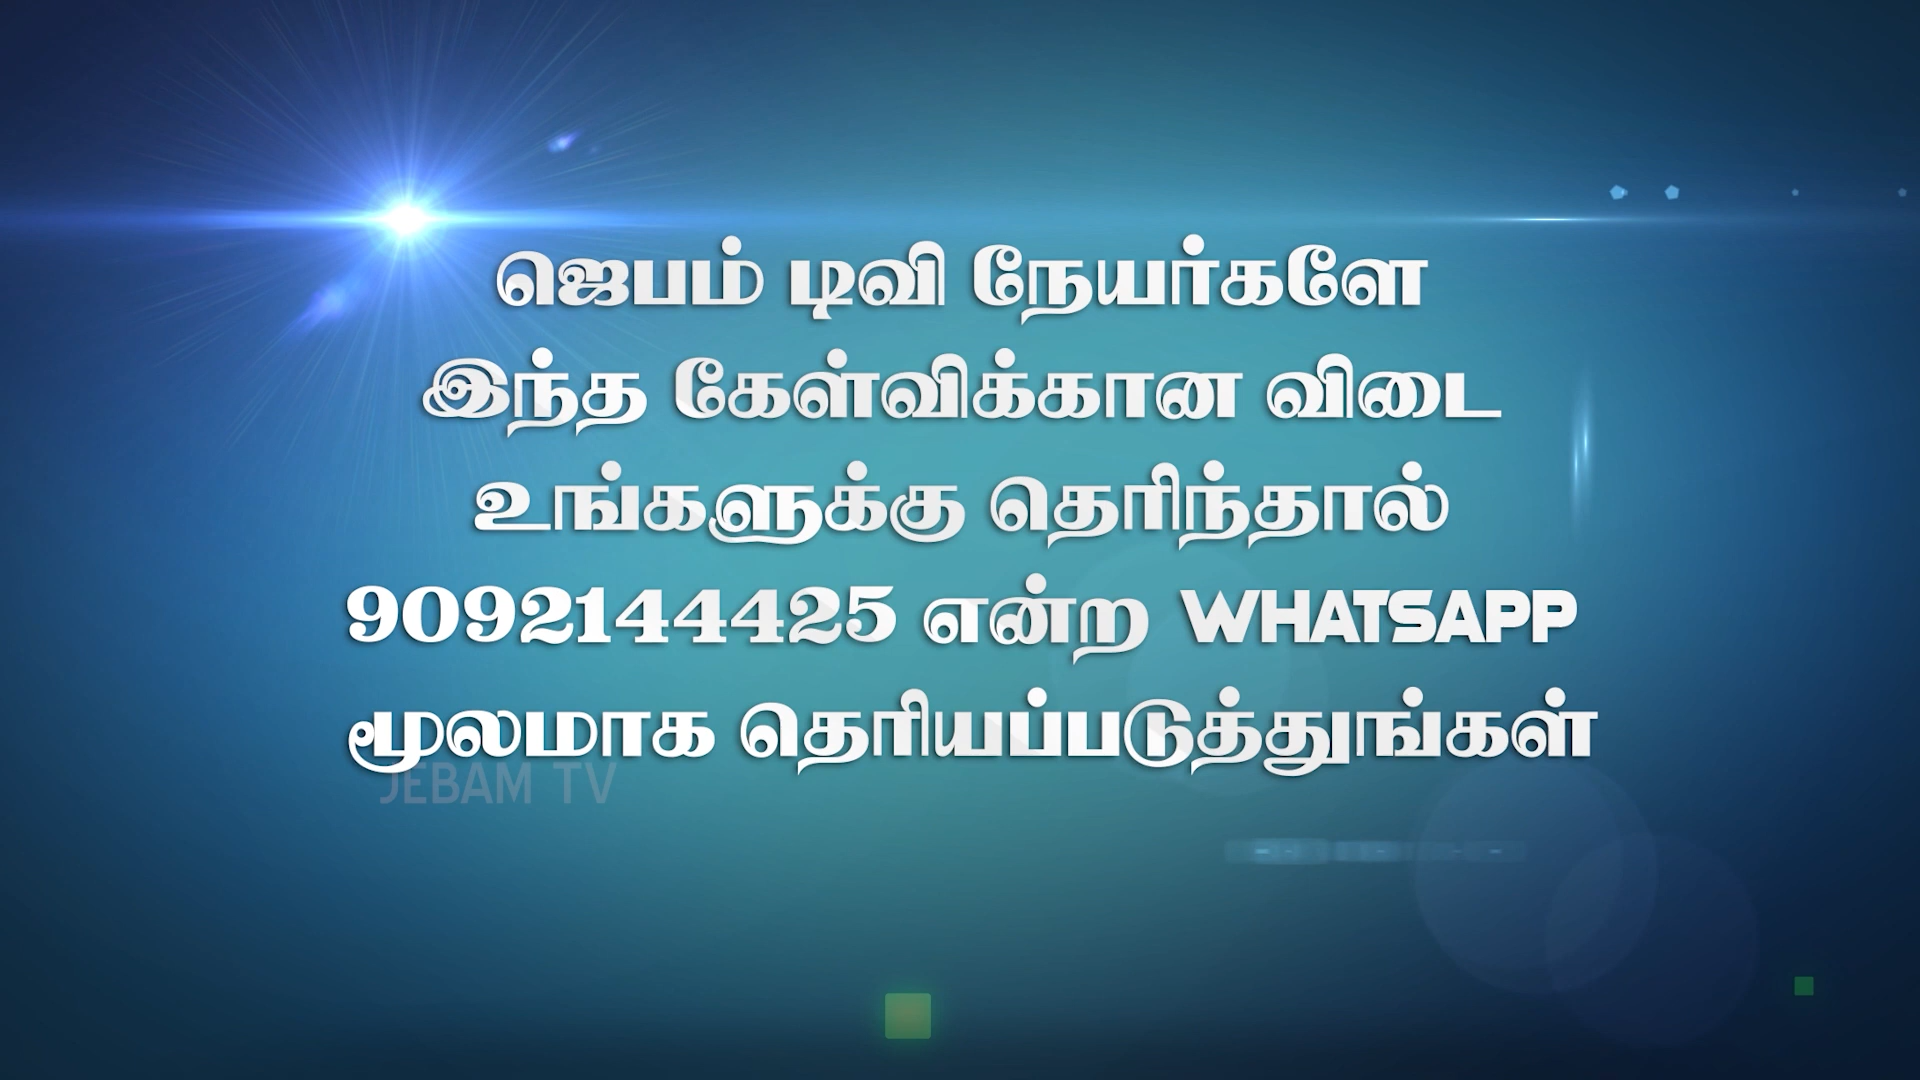 ஜெபம் டிவி நேயர்களே
இந்த கேள்விக்கான விடை
உங்களுக்கு தெரிந்தால்
9092144425 என்ற WHATSAPP
மூலமாக தெரியப்படுத்துங்கள்
JEBAM TV